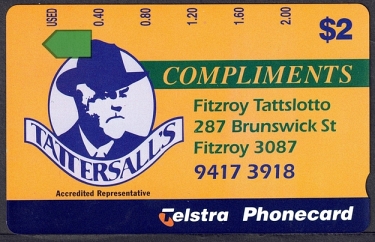 USED 0.40 0.80 1.20 1.60 2.00
$2
COMPLIMENTS
Fitzroy Tattslotto
287 Brunswick St
Fitzroy 3087
9417 3918
TATTERSALL'S
Accredited Representative
Telstra Phonecard